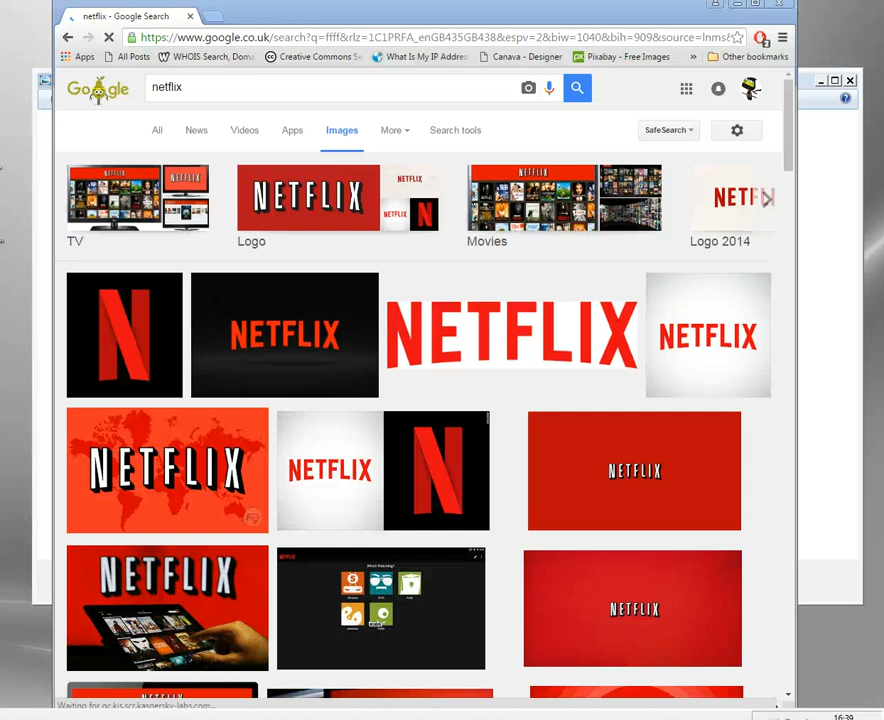 netflix - Google Search
https://www.google.co.uk/search?q=ffff&rlz=1C1PRFA_enGB435GB438&espv=2&biw=1040&bih=909&source=lnms&
Apps All Posts WHOIS Search, Doma Creative Commons Se What Is My IP Addres Canava - Designer Pixabay - Free Images Other bookmarks
Google netflix
All News Videos Apps Images More Search tools SafeSearch
NETFLIX NETFLIX NETFLIX N NETFLIX
TV Logo Movies Logo 2014
N NETFLIX NETFLIX NETFLIX
NETFLIX NETFLIX N NETFLIX
NETFLIX Who's Watching? NETFLIX
Waiting for gc.kis.scr.kaspersky-labs.com...
16:39